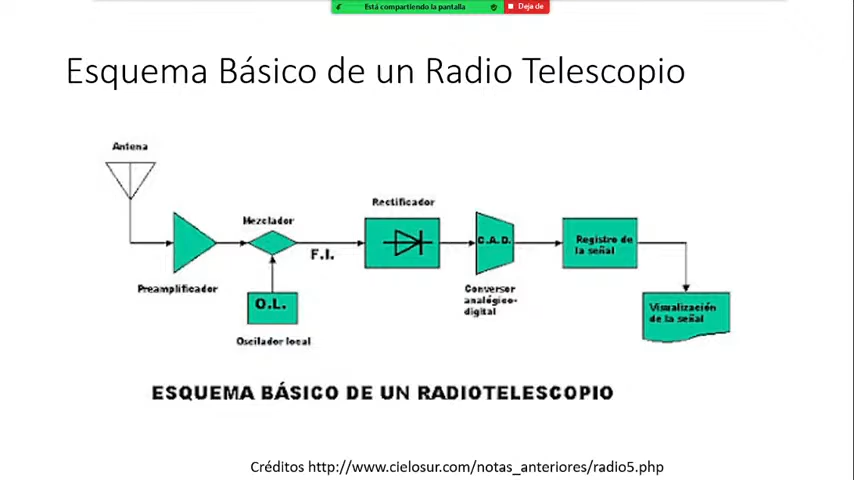 Está compartiendo la pantalla
Deja de
Esquema Básico de un Radio Telescopio
Antena
Rectificador
Mezclador
F.I.
C.A.D.
Registro de
la señal
Preamplificador
O.L.
Oscilador local
Conversor
analógico-
digital
Visualización
de la señal
ESQUEMA BÁSICO DE UN RADIOTELESCOPIO
Créditos http://www.cielosur.com/notas_anteriores/radio5.php